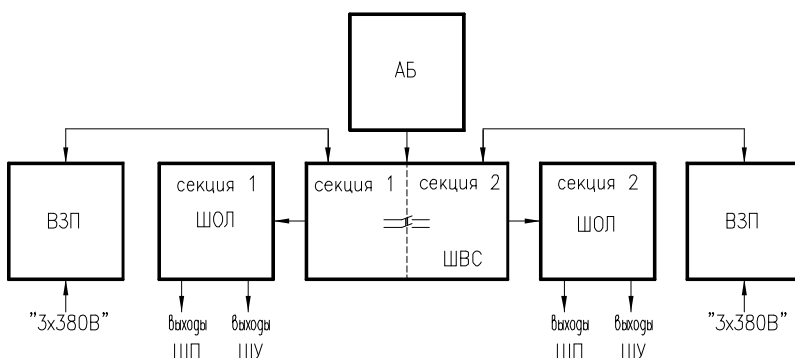 АБ
секция 1
секция 1
секция 2
секция 2
ВЗП
ШОЛ
ШОЛ
ВЗП
ШВС
"3х380В"
выходы
ШП
выходы
ШУ
выходы
ШП
выходы
ШУ
"3х380В"